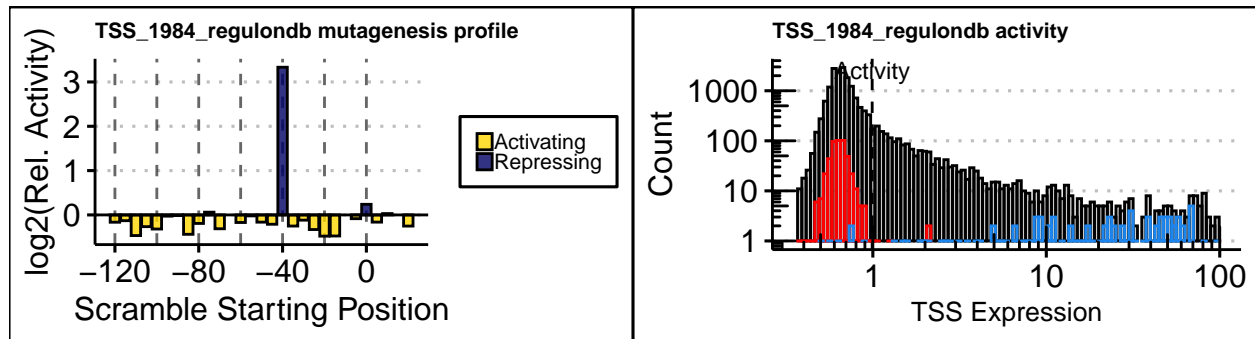 TSS_1984_regulondb mutagenesis profile
log2(Rel. Activity)
3
2
1
0
−120
−80
−40
0
Scramble Starting Position
Activating
Repressing
TSS_1984_regulondb activity
Activity
Count
1000
100
10
1
1
10
100
TSS Expression